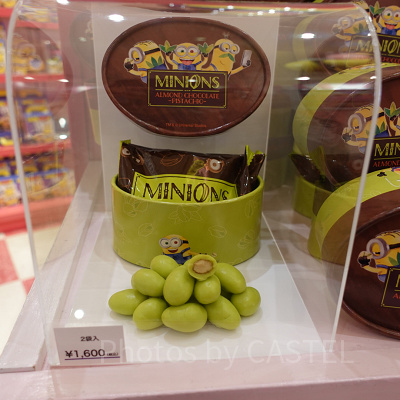 MINIONS
ALMOND CHOCOLATE
~PISTACHIO~
MINIONS
2袋入
¥1,600
Photos by CASTEL